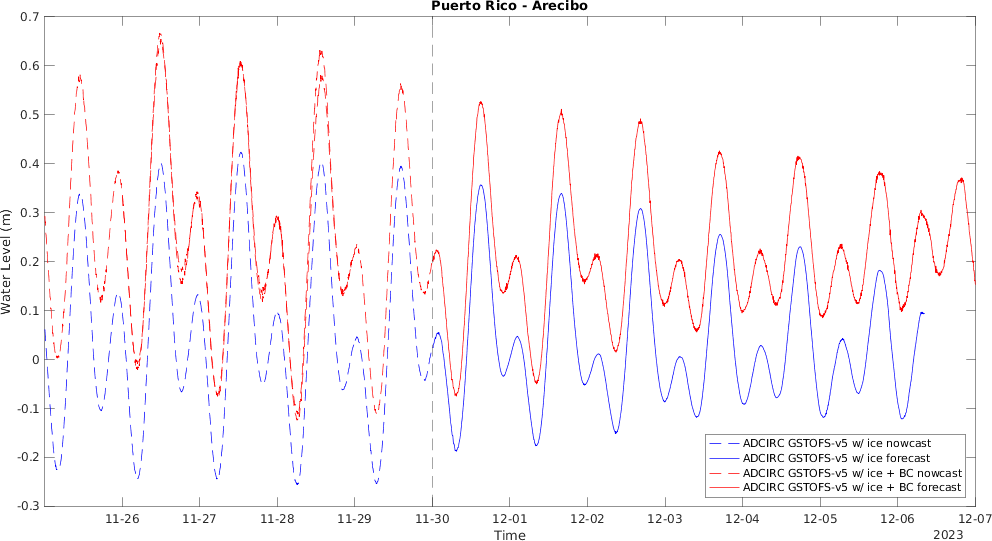 Puerto Rico - Arecibo
0.7
0.6
0.5
0.4
0.3
0.2
0.1
0
-0.1
-0.2
-0.3
Water Level (m)
ADCIRC GSTOFS-v5 w/ ice nowcast
ADCIRC GSTOFS-v5 w/ ice forecast
ADCIRC GSTOFS-v5 w/ ice + BC nowcast
ADCIRC GSTOFS-v5 w/ ice + BC forecast
11-26 11-27 11-28 11-29 11-30 12-01 12-02 12-03 12-04 12-05 12-06 12-07
Time
2023